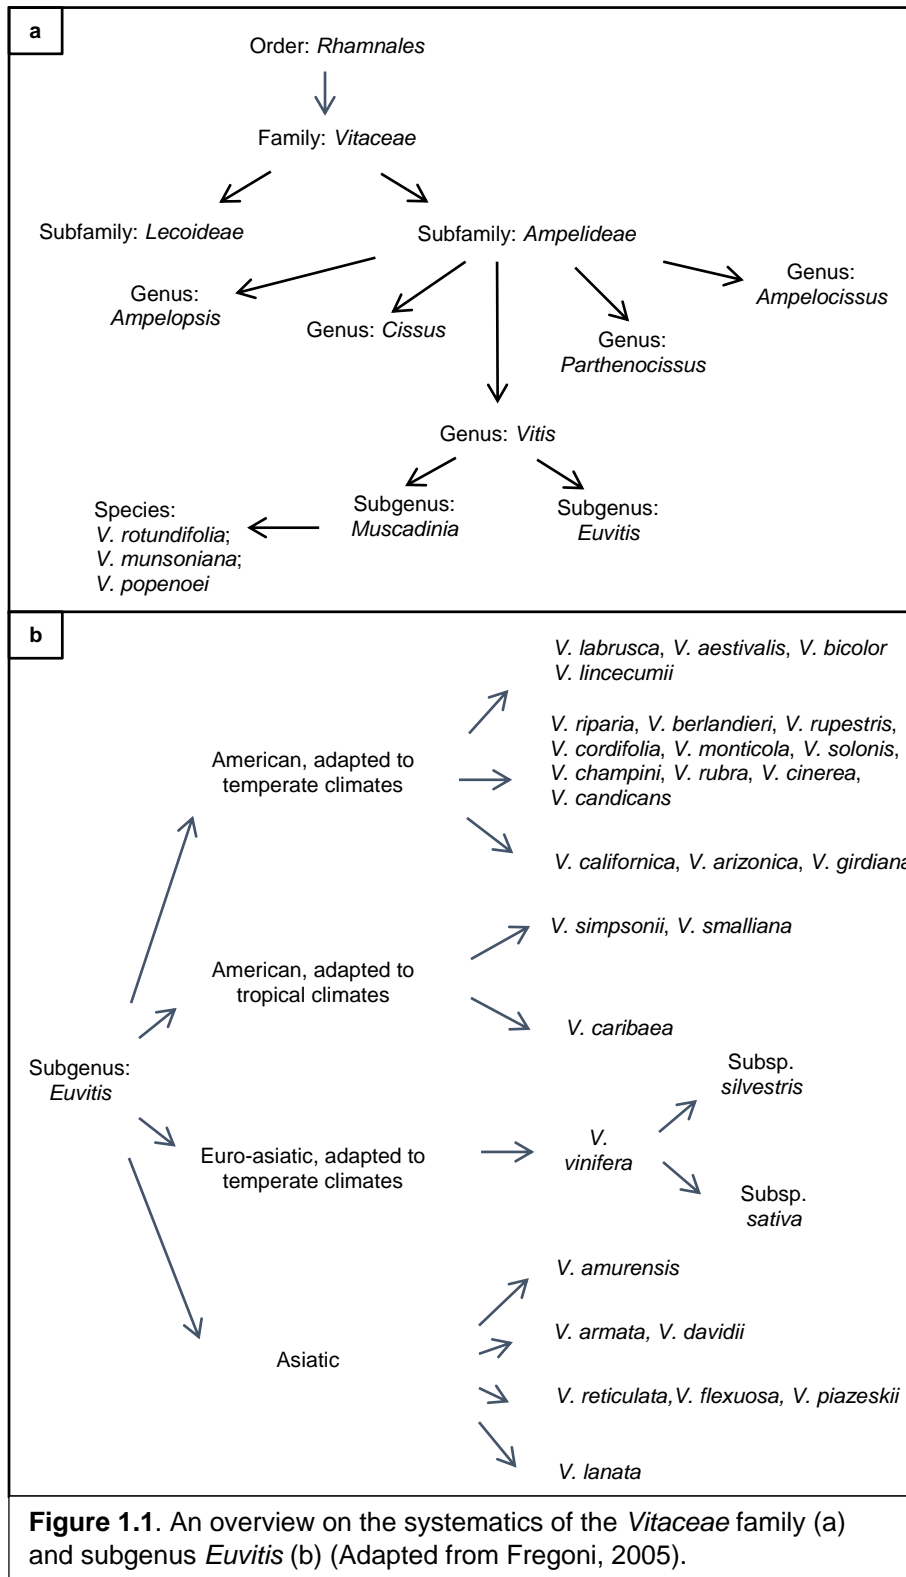 a
Order: Rhamnales
Family: Vitaceae
Subfamily: Lecoideae
Subfamily: Ampelideae
Genus:
Ampelopsis
Genus: Cissus
Genus:
Parthenocissus
Genus:
Ampelocissus
Genus: Vitis
Subgenus:
Muscadinia
Subgenus:
Euvitis
Species:
V. rotundifolia;
V. munsoniana;
V. popenoei
b
Subgenus:
Euvitis
American, adapted to
temperate climates
V. labrusca, V. aestivalis, V. bicolor
V. lincecumii
V. riparia, V. berlandieri, V. rupestris,
V. cordifolia, V. monticola, V. solonis,
V. champini, V. rubra, V. cinerea,
V. candicans
V. californica, V. arizonica, V. girdiana
American, adapted to
tropical climates
V. simpsonii, V. smalliana
V. caribaea
Euro-asiatic, adapted to
temperate climates
V.
vinifera
Subsp.
silvestris
Subsp.
sativa
Asiatic
V. amurensis
V. armata, V. davidii
V. reticulata,V. flexuosa, V. piazeskii
V. lanata
Figure 1.1. An overview on the systematics of the Vitaceae family (a)
and subgenus Euvitis (b) (Adapted from Fregoni, 2005).